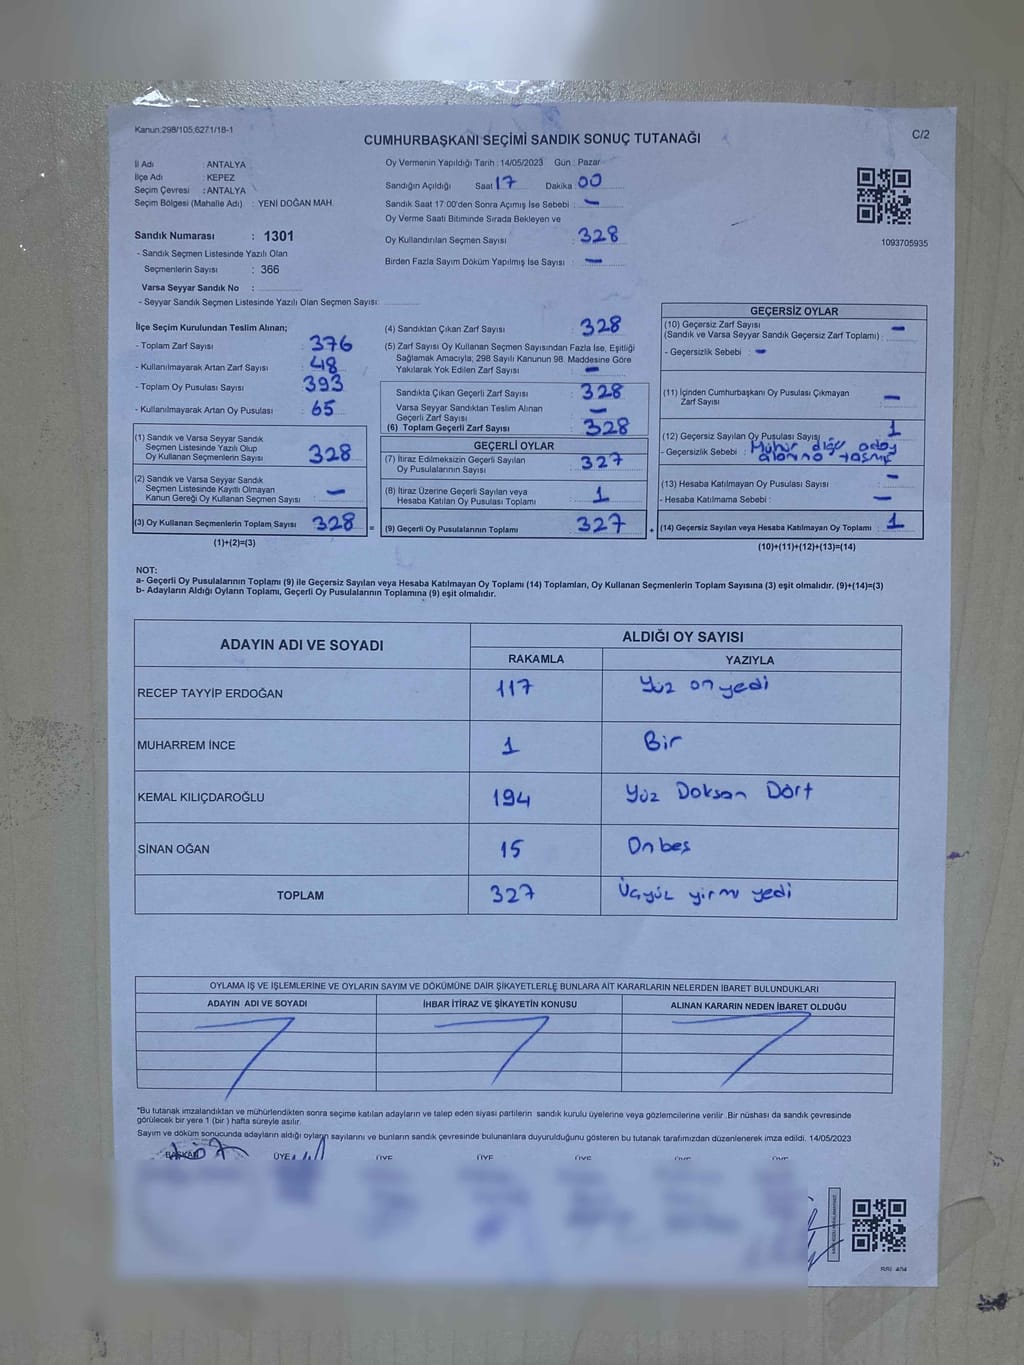 Kanun:298/105,6271/18-1
CUMHURBAŞKANI SEÇİMİ SANDIK SONUÇ TUTANAĞI
C/2
İl Adı : ANTALYA
İlçe Adı : KEPEZ
Seçim Çevresi : ANTALYA
Seçim Bölgesi (Mahalle Adı) : YENİ DOĞAN MAH.
Oy Vermenin Yapıldığı Tarih : 14/05/2023 Gün : Pazar
Sandığın Açıldığı Saat 17 Dakika : 00
Sandık Saat 17:00'den Sonra Açımış İse Sebebi : -
Oy Verme Saati Bitiminde Sırada Bekleyen ve
Oy Kullandırılan Seçmen Sayısı : 328
Birden Fazla Sayım Döküm Yapılmış İse Sayısı : -
1093705935
Sandık Numarası : 1301
- Sandık Seçmen Listesinde Yazılı Olan
Seçmenlerin Sayısı : 366
Varsa Seyyar Sandık No :
- Seyyar Sandık Seçmen Listesinde Yazılı Olan Seçmen Sayısı:
İlçe Seçim Kurulundan Teslim Alınan;
- Toplam Zarf Sayısı : 376
- Kullanılmayarak Artan Zarf Sayısı : 48
- Toplam Oy Pusulası Sayısı : 393
- Kullanılmayarak Artan Oy Pusulası : 65
(1) Sandık ve Varsa Seyyar Sandık
Seçmen Listesinde Yazılı Olup
Oy Kullanan Seçmenlerin Sayısı : 328
(2) Sandık ve Varsa Seyyar Sandık
Seçmen Listesinde Kayıtlı Olmayan
Kanun Gereği Oy Kullanan Seçmen Sayısı : -
(3) Oy Kullanan Seçmenlerin Toplam Sayısı : 328
(1)+(2)=(3)
=
(4) Sandıktan Çıkan Zarf Sayısı : 328
(5) Zarf Sayısı Oy Kullanan Seçmen Sayısından Fazla İse, Eşitliği
Sağlamak Amacıyla; 298 Sayılı Kanunun 98. Maddesine Göre
Yakılarak Yok Edilen Zarf Sayısı : -
Sandıkta Çıkan Geçerli Zarf Sayısı : 328
Varsa Seyyar Sandıktan Teslim Alınan
Geçerli Zarf Sayısı : -
(6) Toplam Geçerli Zarf Sayısı : 328
GEÇERLİ OYLAR
(7) İtiraz Edilmeksizin Geçerli Sayılan
Oy Pusulalarının Sayısı : 327
(8) İtiraz Üzerine Geçerli Sayılan veya
Hesaba Katılan Oy Pusulası Toplamı : 1
(9) Geçerli Oy Pusulalarının Toplamı : 327
+
GEÇERSİZ OYLAR
(10) Geçersiz Zarf Sayısı
(Sandık ve Varsa Seyyar Sandık Geçersiz Zarf Toplamı) : -
- Geçersizlik Sebebi : -
(11) İçinden Cumhurbaşkanı Oy Pusulası Çıkmayan
Zarf Sayısı : -
(12) Geçersiz Sayılan Oy Pusulası Sayısı : 1
- Geçersizlik Sebebi : Mühür diğer aday
alanına taşmış
(13) Hesaba Katılmayan Oy Pusulası Sayısı : -
- Hesaba Katılmama Sebebi : -
(14) Geçersiz Sayılan veya Hesaba Katılmayan Oy Toplamı : 1
(10)+(11)+(12)+(13)=(14)
NOT:
a- Geçerli Oy Pusulalarının Toplamı (9) ile Geçersiz Sayılan veya Hesaba Katılmayan Oy Toplamı (14) Toplamları, Oy Kullanan Seçmenlerin Toplam Sayısına (3) eşit olmalıdır. (9)+(14)=(3)
b- Adayların Aldığı Oyların Toplamı, Geçerli Oy Pusulalarının Toplamına (9) eşit olmalıdır.
ADAYIN ADI VE SOYADI
ALDIĞI OY SAYISI
RAKAMLA YAZIYLA
RECEP TAYYİP ERDOĞAN 117 Yüz on yedi
MUHARREM İNCE 1 Bir
KEMAL KILIÇDAROĞLU 194 Yüz Doksan Dört
SİNAN OĞAN 15 On beş
TOPLAM 327 Üçyüz yirmi yedi
OYLAMA İŞ VE İŞLEMLERİNE VE OYLARIN SAYIM VE DÖKÜMÜNE DAİR ŞİKAYETLERLE BUNLARA AİT KARARLARIN NELERDEN İBARET BULUNDUKLARI
ADAYIN ADI VE SOYADI İHBAR İTİRAZ VE ŞİKAYETİN KONUSU ALINAN KARARIN NEDEN İBARET OLDUĞU
*Bu tutanak imzalandıktan ve mühürlendikten sonra seçime katılan adayların ve talep eden siyasi partilerin sandık kurulu üyelerine veya gözlemcilerine verilir. Bir nüshası da sandık çevresinde
görülecek bir yere 1 (bir) hafta süreyle asılır.
Sayım ve döküm sonucunda adayların aldığı oyların sayılarını ve bunların sandık çevresinde bulunanlara duyurulduğunu gösteren bu tutanak tarafımızdan düzenlenerek imza edildi. 14/05/2023
BAŞKAN ÜYE ÜYE ÜYE ÜYE ÜYE ÜYE